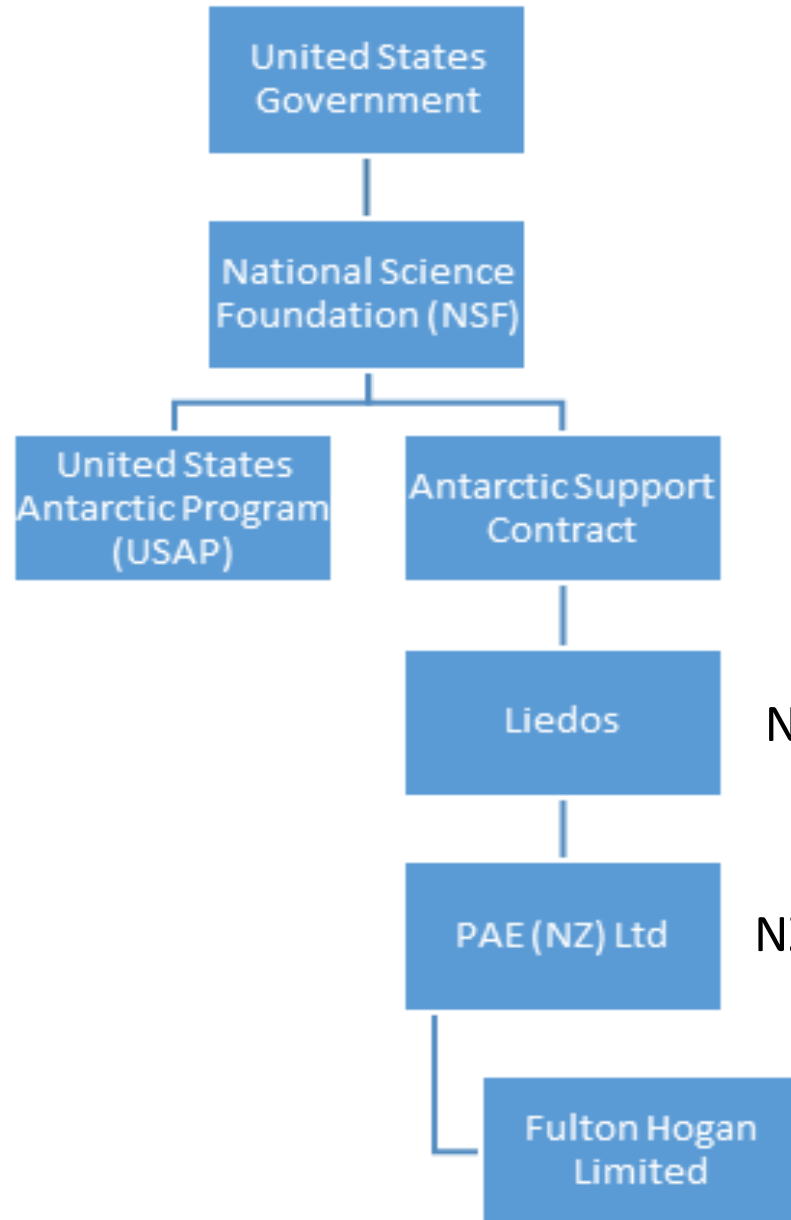 United States
Government
National Science
Foundation (NSF)
United States
Antarctic Program
(USAP)
Antarctic Support
Contract
Liedos
N
PAE (NZ) Ltd
NZ
Fulton Hogan
Limited